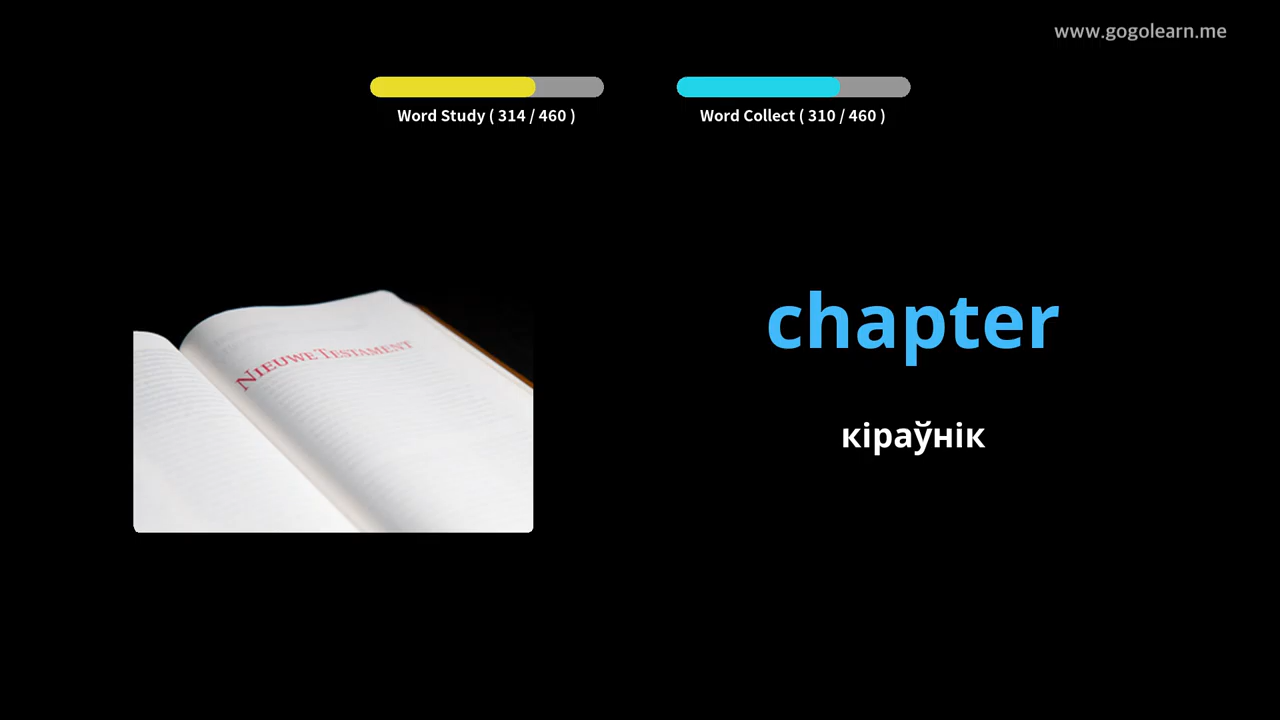 www.gogolearn.me
Word Study ( 314 / 460 )
Word Collect ( 310 / 460 )
NIEUWE TESTAMENT
chapter
кіраўнік